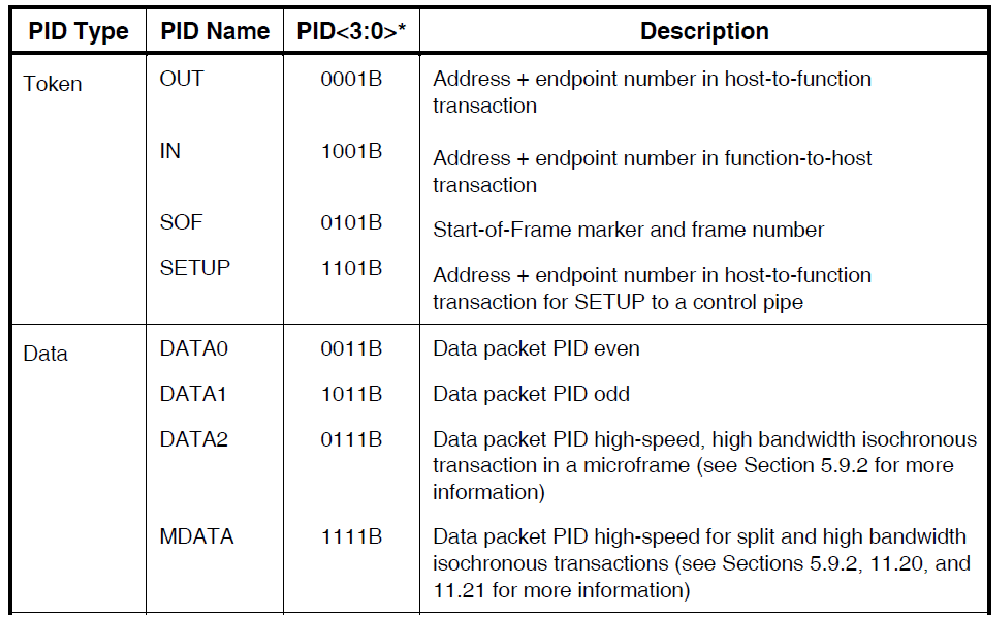 PID Type PID Name PID<3:0>* Description
Token OUT 0001B Address + endpoint number in host-to-function
transaction
IN 1001B Address + endpoint number in function-to-host
transaction
SOF 0101B Start-of-Frame marker and frame number
SETUP 1101B Address + endpoint number in host-to-function
transaction for SETUP to a control pipe
Data DATA0 0011B Data packet PID even
DATA1 1011B Data packet PID odd
DATA2 0111B Data packet PID high-speed, high bandwidth isochronous
transaction in a microframe (see Section 5.9.2 for more
information)
MDATA 1111B Data packet PID high-speed for split and high bandwidth
isochronous transactions (see Sections 5.9.2, 11.20, and
11.21 for more information)